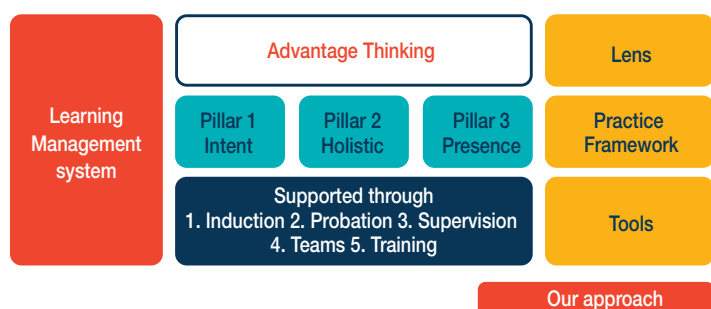 Learning
Management
system
Advantage Thinking
Lens
Pillar 1
Intent
Pillar 2
Holistic
Pillar 3
Presence
Practice
Framework
Supported through
1. Induction 2. Probation 3. Supervision
4. Teams 5. Training
Tools
Our approach